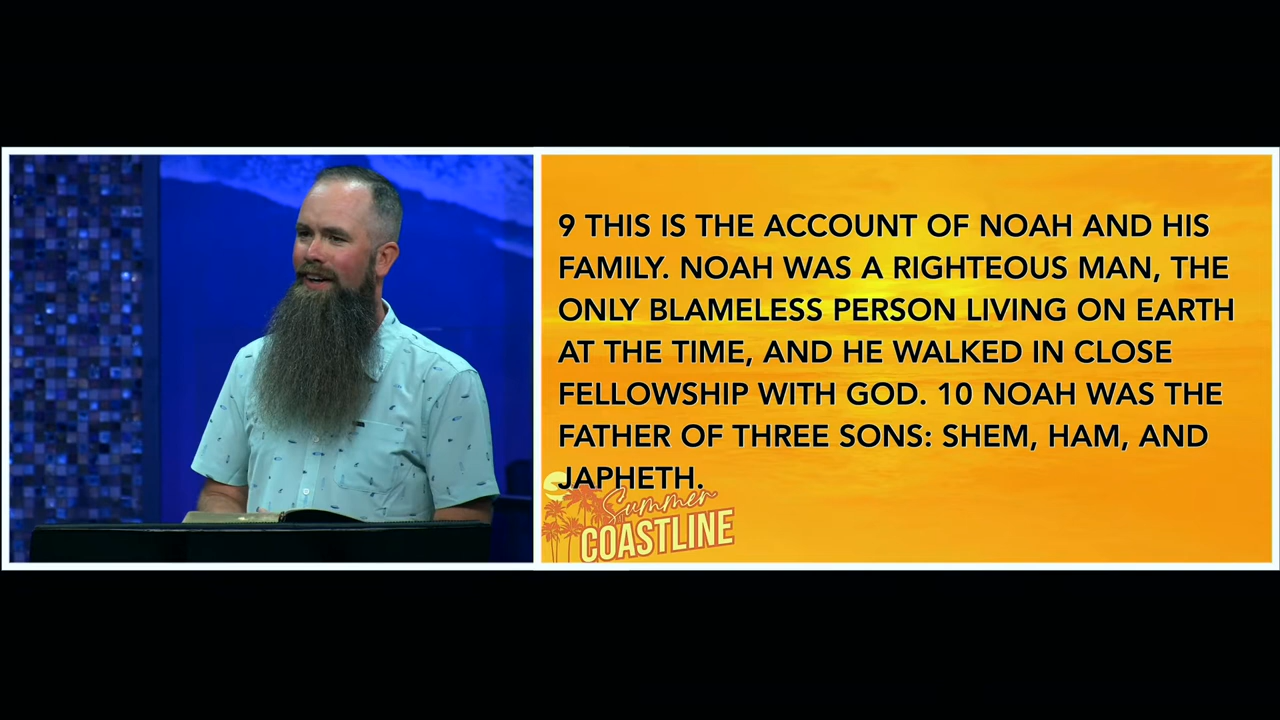 9 THIS IS THE ACCOUNT OF NOAH AND HIS
FAMILY. NOAH WAS A RIGHTEOUS MAN, THE
ONLY BLAMELESS PERSON LIVING ON EARTH
AT THE TIME, AND HE WALKED IN CLOSE
FELLOWSHIP WITH GOD. 10 NOAH WAS THE
FATHER OF THREE SONS: SHEM, HAM, AND
JAPHETH.
Summer
COASTLINE